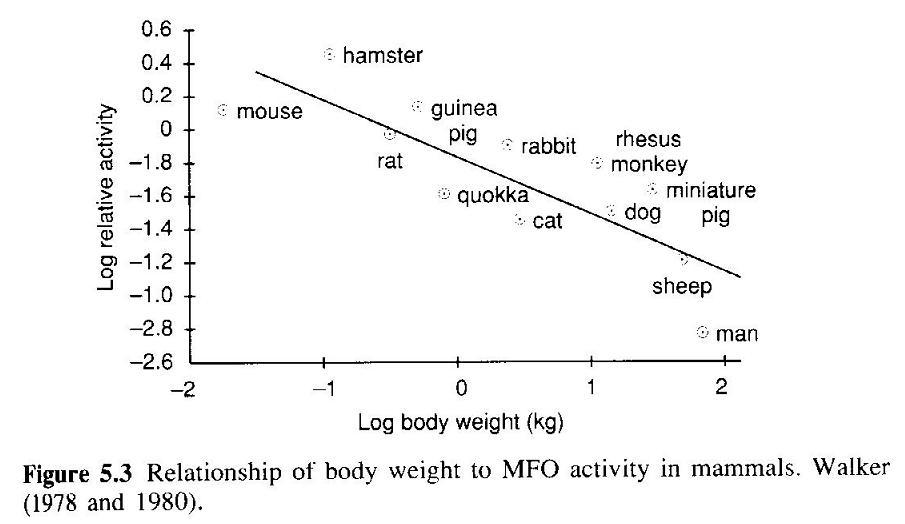 0.6
0.4
0.2
0
−1.8
−1.6
−1.4
−1.2
−1.0
−2.8
−2.6
Log relative activity
hamster
mouse
guinea
pig
rat
rabbit
rhesus
monkey
quokka
cat
miniature
pig
dog
sheep
man
−2
−1
0
1
2
Log body weight (kg)
Figure 5.3 Relationship of body weight to MFO activity in mammals. Walker
(1978 and 1980).